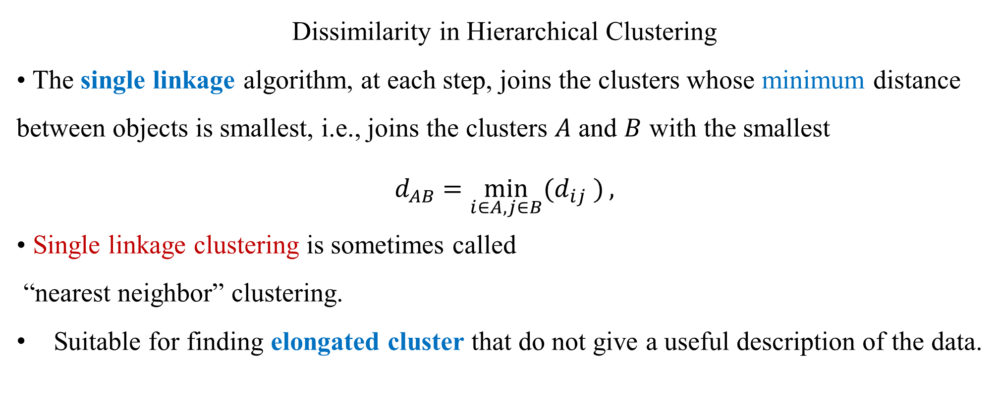 Dissimilarity in Hierarchical Clustering
• The single linkage algorithm, at each step, joins the clusters whose minimum distance
between objects is smallest, i.e., joins the clusters A and B with the smallest
d_{AB} = min_{i∈A,j∈B} (d_{ij}),
• Single linkage clustering is sometimes called
“nearest neighbor” clustering.
• Suitable for finding elongated cluster that do not give a useful description of the data.